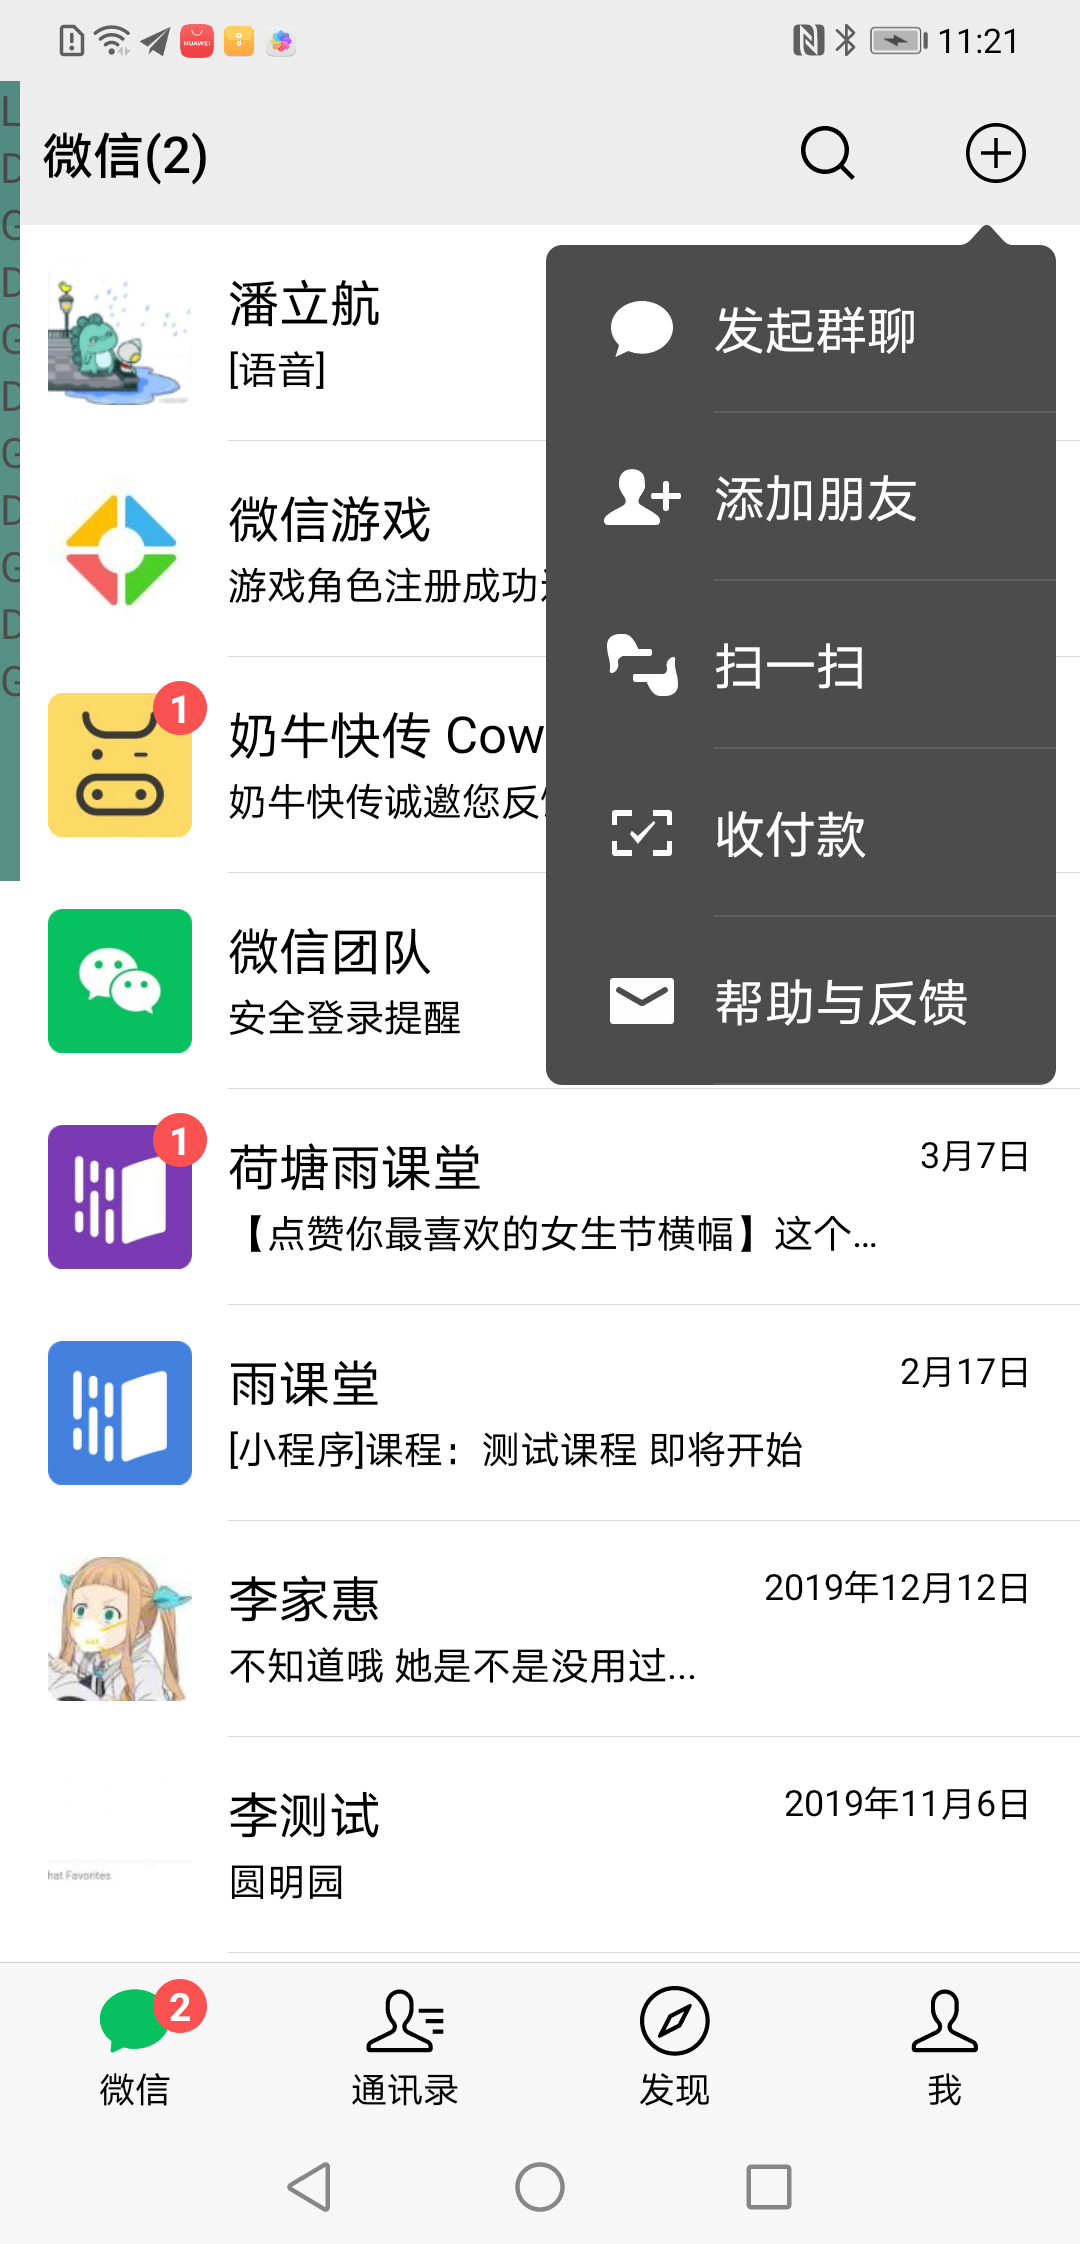 HUAWEI
11:21
L
D
G
D
G
D
G
D
G
D
G
微信(2)
潘立航
[语音]
微信游戏
游戏角色注册成功
1
奶牛快传 Cow
奶牛快传诚邀您反
微信团队
安全登录提醒
发起群聊
添加朋友
扫一扫
收付款
帮助与反馈
1
荷塘雨课堂
3月7日
【点赞你最喜欢的女生节横幅】这个...
雨课堂
2月17日
[小程序]课程：测试课程 即将开始
李家惠
2019年12月12日
不知道哦 她是不是没用过...
李测试
2019年11月6日
hat Favorites
圆明园
2
微信
通讯录
发现
我